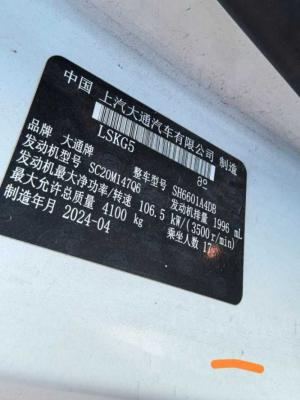 中国 上汽大通汽车有限公司 制造
LSKG5
品牌 大通牌 整车型号 SH6601A4DB
发动机型号 SC20M147Q6 发动机排量 1996 mL
发动机最大净功率/转速 106.5 kW/(3500r/min)
最大允许总质量 4100 kg 乘坐人数
制造年月 2024-04